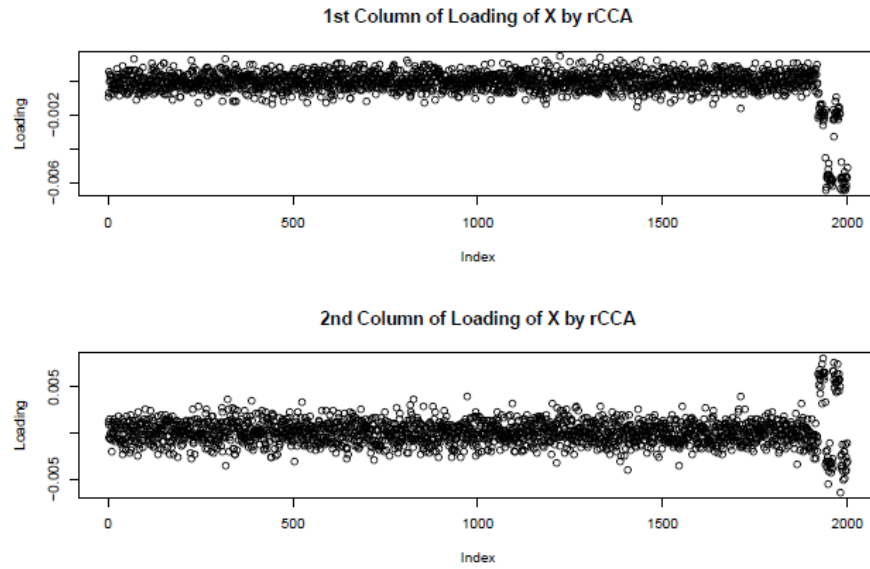 1st Column of Loading of X by rCCA
Loading
−0.002
−0.006
0
500
1000
1500
2000
Index
2nd Column of Loading of X by rCCA
Loading
0.005
−0.005
0
500
1000
1500
2000
Index